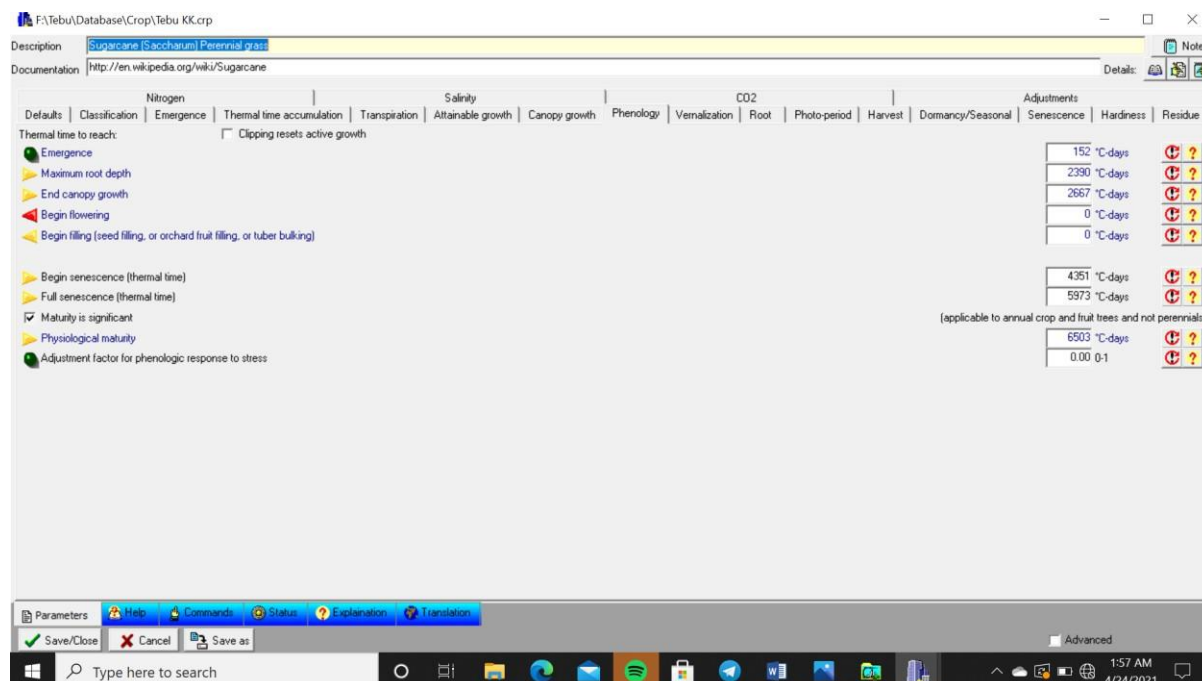 F:\Tebu\Database\Crop\Tebu KK.crp
Description Sugarcane (Saccharum) Perennial grass Note
Documentation http://en.wikipedia.org/wiki/Sugarcane Details:
Nitrogen Salinity CO2 Adjustments
Defaults Classification Emergence Thermal time accumulation Transpiration Attainable growth Canopy growth Phenology Vernalization Root Photo-period Harvest Dormancy/Seasonal Senescence Hardiness Residue
Thermal time to reach: Clipping resets active growth
Emergence 152 °C-days
Maximum root depth 2390 °C-days
End canopy growth 2667 °C-days
Begin flowering 0 °C-days
Begin filling (seed filling, or orchard fruit filling, or tuber bulking) 0 °C-days
Begin senescence (thermal time) 4351 °C-days
Full senescence (thermal time) 5973 °C-days
Maturity is significant (applicable to annual crop and fruit trees and not perennials
Physiological maturity 6503 °C-days
Adjustment factor for phenologic response to stress 0.00 0-1
Parameters Help Commands Status Explaination Translation
Save/Close Cancel Save as Advanced
Type here to search 1:57 AM
4/24/2021